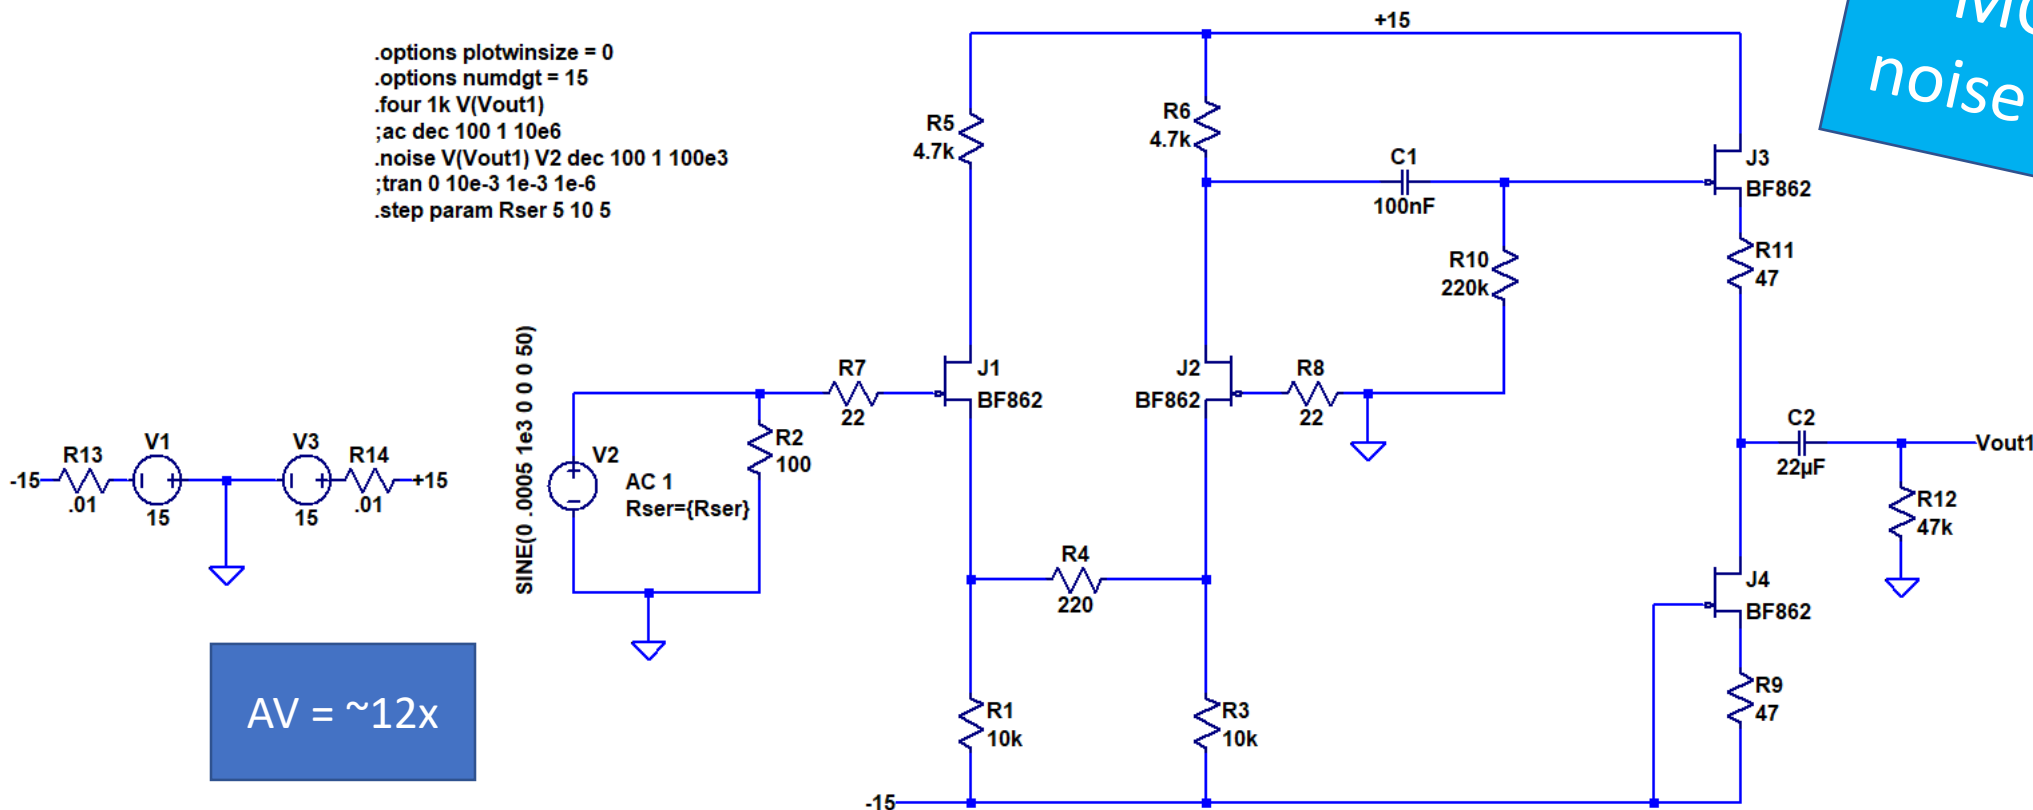 .options plotwinsize = 0
.options numdgt = 15
.four 1k V(Vout1)
;ac dec 100 1 10e6
.noise V(Vout1) V2 dec 100 1 100e3
;tran 0 10e-3 1e-3 1e-6
.step param Rser 5 10 5
+15
noise
R5
4.7k
R6
4.7k
C1
100nF
J3
BF862
R10
220k
R11
47
SINE(0 .0005 1e3 0 0 0 50)
R7
22
J1
BF862
J2
BF862
R8
22
R2
100
V2
AC 1
Rser={Rser}
C2
22µF
Vout1
R12
47k
-15
R13
.01
V1
15
V3
15
R14
.01
+15
R4
220
J4
BF862
AV = ~12x
R1
10k
R3
10k
R9
47
-15